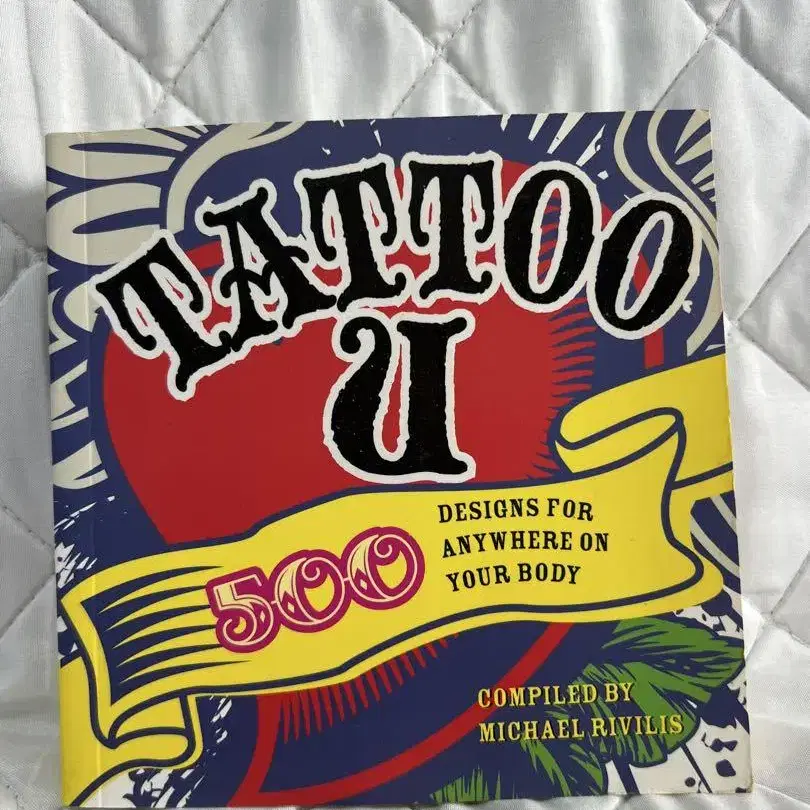 TATTOO
U
500
DESIGNS FOR
ANYWHERE ON
YOUR BODY
COMPILED BY
MICHAEL RIVILIS